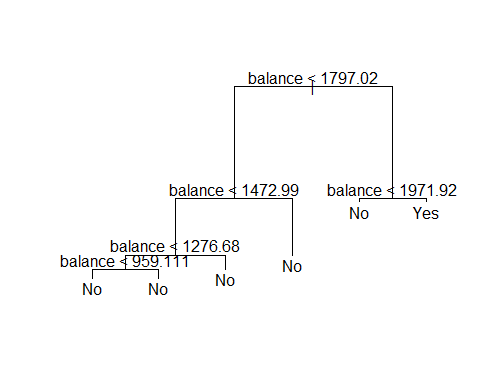 balance < 1797.02
balance < 1472.99
balance < 1971.92
No
Yes
balance < 1276.68
balance < 959.111
No
No
No
No